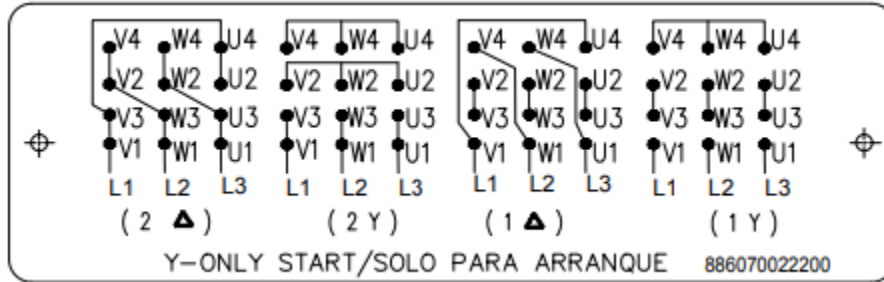 V4 W4 U4 V4 W4 U4 V4 W4 U4 V4 W4 U4
V2 W2 U2 V2 W2 U2 V2 W2 U2 V2 W2 U2
V3 W3 U3 V3 W3 U3 V3 W3 U3 V3 W3 U3
V1 W1 U1 V1 W1 U1 V1 W1 U1 V1 W1 U1
L1 L2 L3 L1 L2 L3 L1 L2 L3 L1 L2 L3
( 2 Δ ) ( 2 Y ) ( 1 Δ ) ( 1 Y )
Y-ONLY START/SOLO PARA ARRANQUE 886070022200